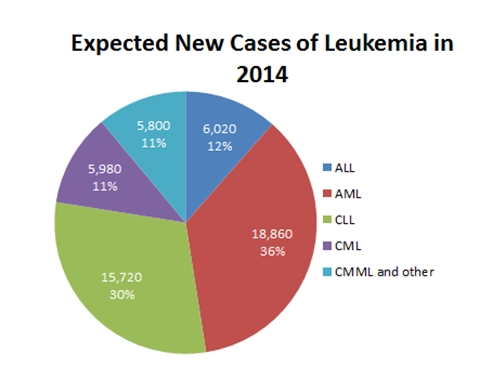 Expected New Cases of Leukemia in
2014
5,800
11%
6,020
12%
5,980
11%
18,860
36%
15,720
30%
ALL
AML
CLL
CML
CMML and other